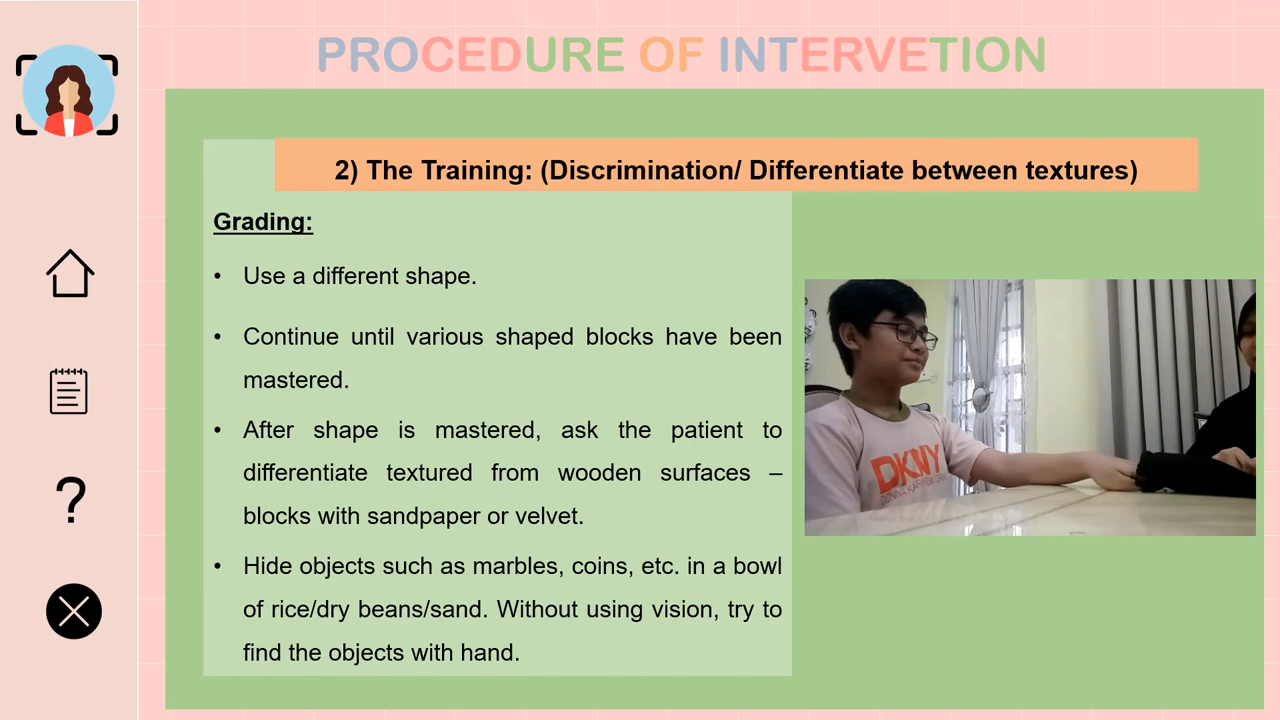 PROCEDURE OF INTERVETION
2) The Training: (Discrimination/ Differentiate between textures)
Grading:
• Use a different shape.
• Continue until various shaped blocks have been
mastered.
• After shape is mastered, ask the patient to
differentiate textured from wooden surfaces –
blocks with sandpaper or velvet.
• Hide objects such as marbles, coins, etc. in a bowl
of rice/dry beans/sand. Without using vision, try to
find the objects with hand.
?
DKNY